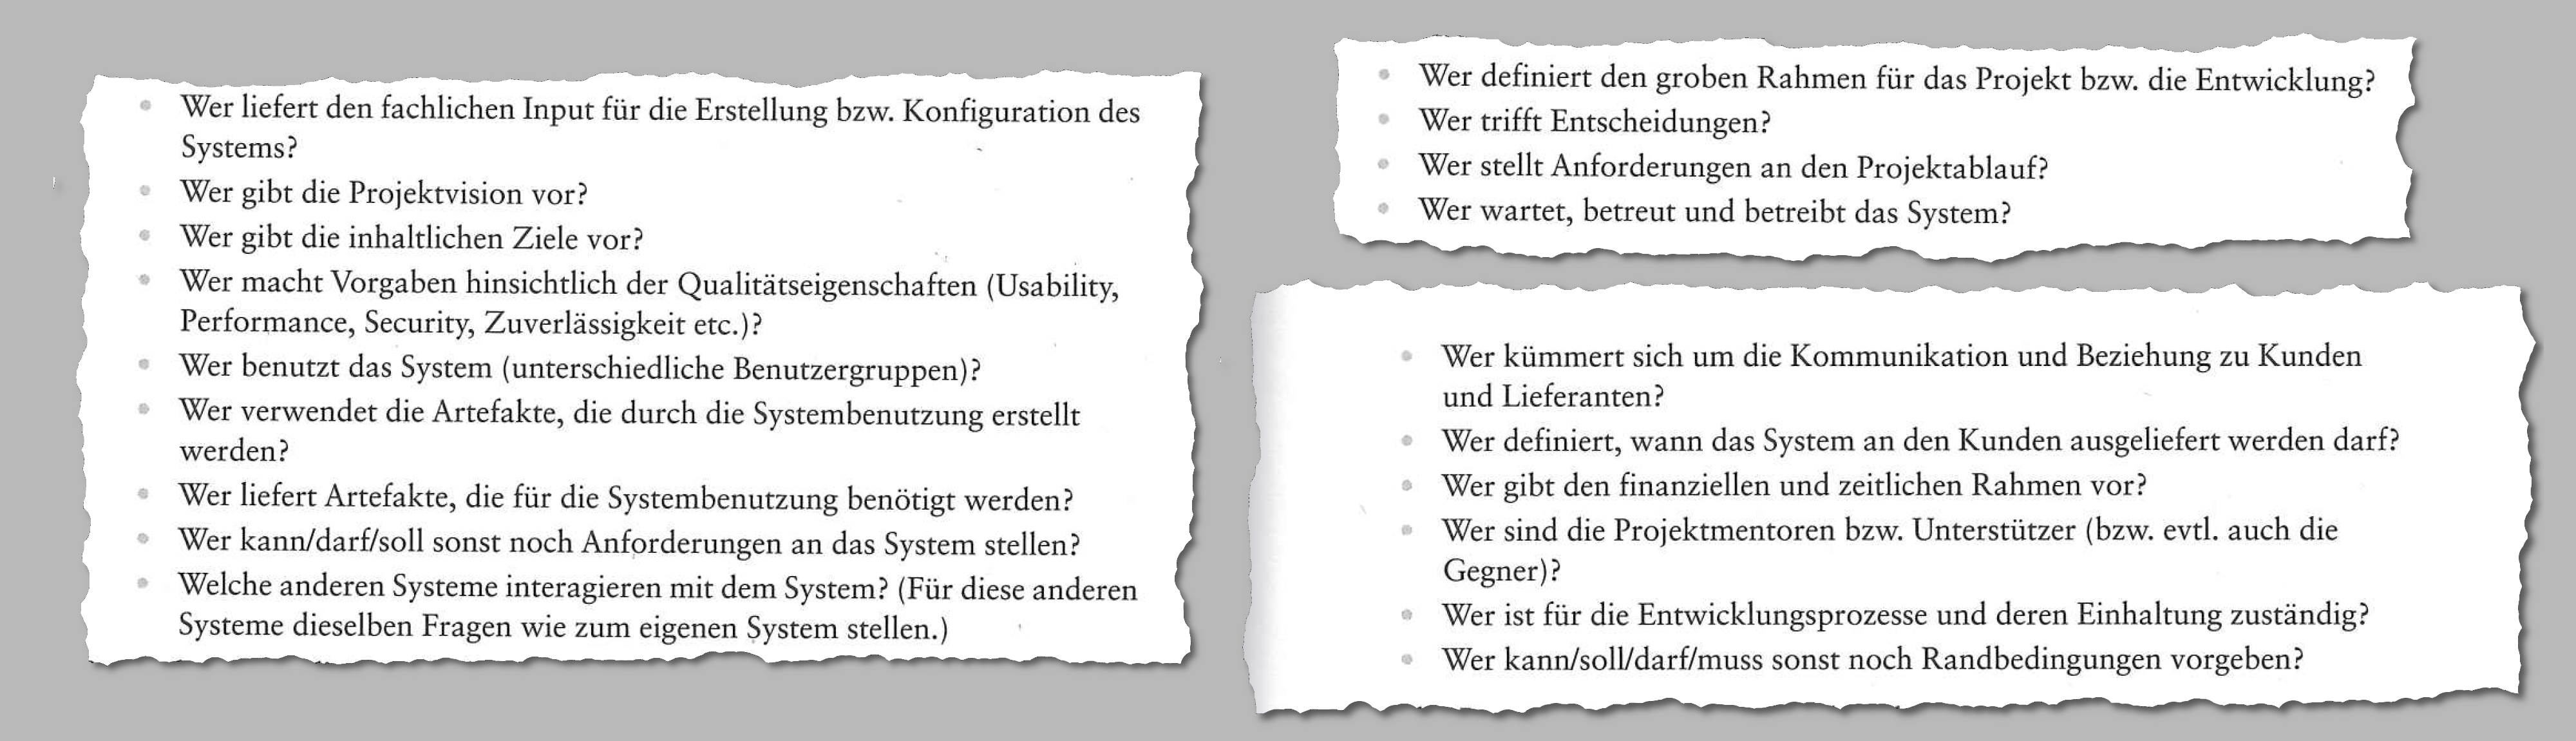 • Wer liefert den fachlichen Input für die Erstellung bzw. Konfiguration des
Systems?
• Wer gibt die Projektvision vor?
• Wer gibt die inhaltlichen Ziele vor?
• Wer macht Vorgaben hinsichtlich der Qualitätseigenschaften (Usability,
Performance, Security, Zuverlässigkeit etc.)?
• Wer benutzt das System (unterschiedliche Benutzergruppen)?
• Wer verwendet die Artefakte, die durch die Systembenutzung erstellt
werden?
• Wer liefert Artefakte, die für die Systembenutzung benötigt werden?
• Wer kann/darf/soll sonst noch Anforderungen an das System stellen?
• Welche anderen Systeme interagieren mit dem System? (Für diese anderen
Systeme dieselben Fragen wie zum eigenen System stellen.)
• Wer definiert den groben Rahmen für das Projekt bzw. die Entwicklung?
• Wer trifft Entscheidungen?
• Wer stellt Anforderungen an den Projektablauf?
• Wer wartet, betreut und betreibt das System?
• Wer kümmert sich um die Kommunikation und Beziehung zu Kunden
und Lieferanten?
• Wer definiert, wann das System an den Kunden ausgeliefert werden darf?
• Wer gibt den finanziellen und zeitlichen Rahmen vor?
• Wer sind die Projektmentoren bzw. Unterstützer (bzw. evtl. auch die
Gegner)?
• Wer ist für die Entwicklungsprozesse und deren Einhaltung zuständig?
• Wer kann/soll/darf/muss sonst noch Randbedingungen vorgeben?